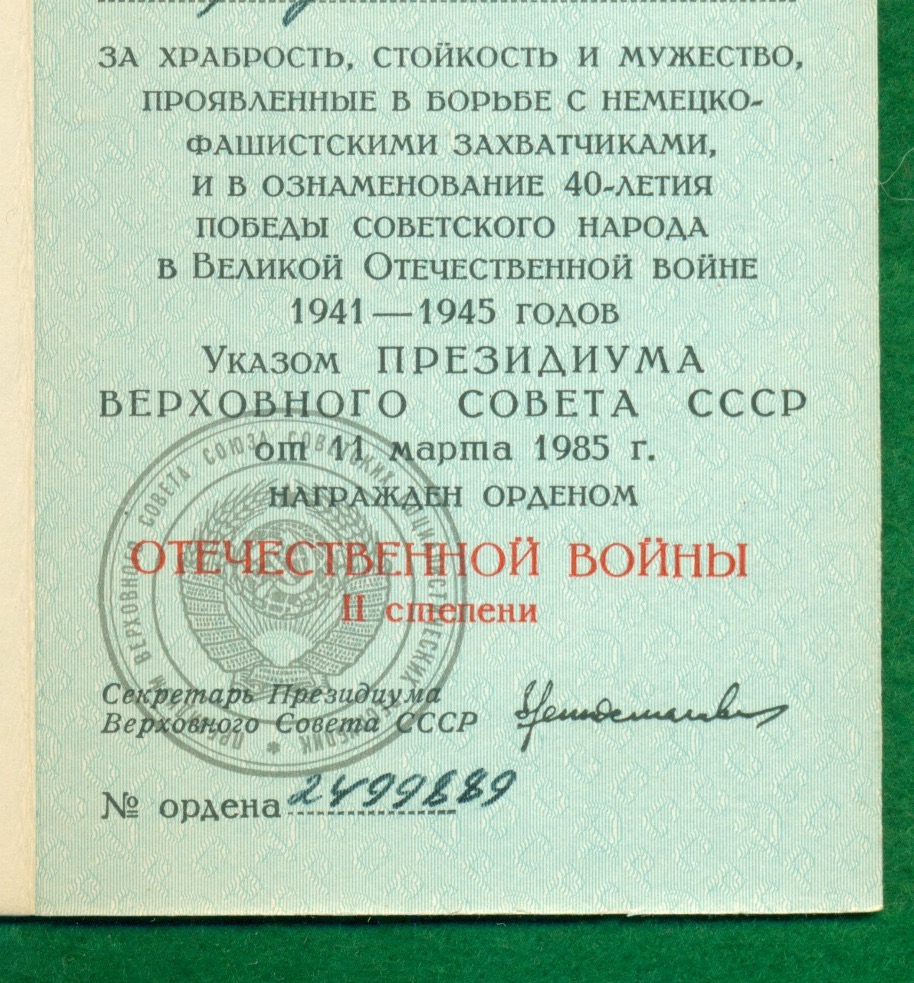 ЗА ХРАБРОСТЬ, СТОЙКОСТЬ И МУЖЕСТВО,
ПРОЯВЛЕННЫЕ В БОРЬБЕ С НЕМЕЦКО-
ФАШИСТСКИМИ ЗАХВАТЧИКАМИ,
И В ОЗНАМЕНОВАНИЕ 40-ЛЕТИЯ
ПОБЕДЫ СОВЕТСКОГО НАРОДА
В ВЕЛИКОЙ ОТЕЧЕСТВЕННОЙ ВОЙНЕ
1941—1945 ГОДОВ
УКАЗОМ ПРЕЗИДИУМА
ВЕРХОВНОГО СОВЕТА СССР
от 11 марта 1985 г.
НАГРАЖДЕН ОРДЕНОМ
ОТЕЧЕСТВЕННОЙ ВОЙНЫ
II степени
Секретарь Президиума
Верховного Совета СССР
№ ордена 2499889